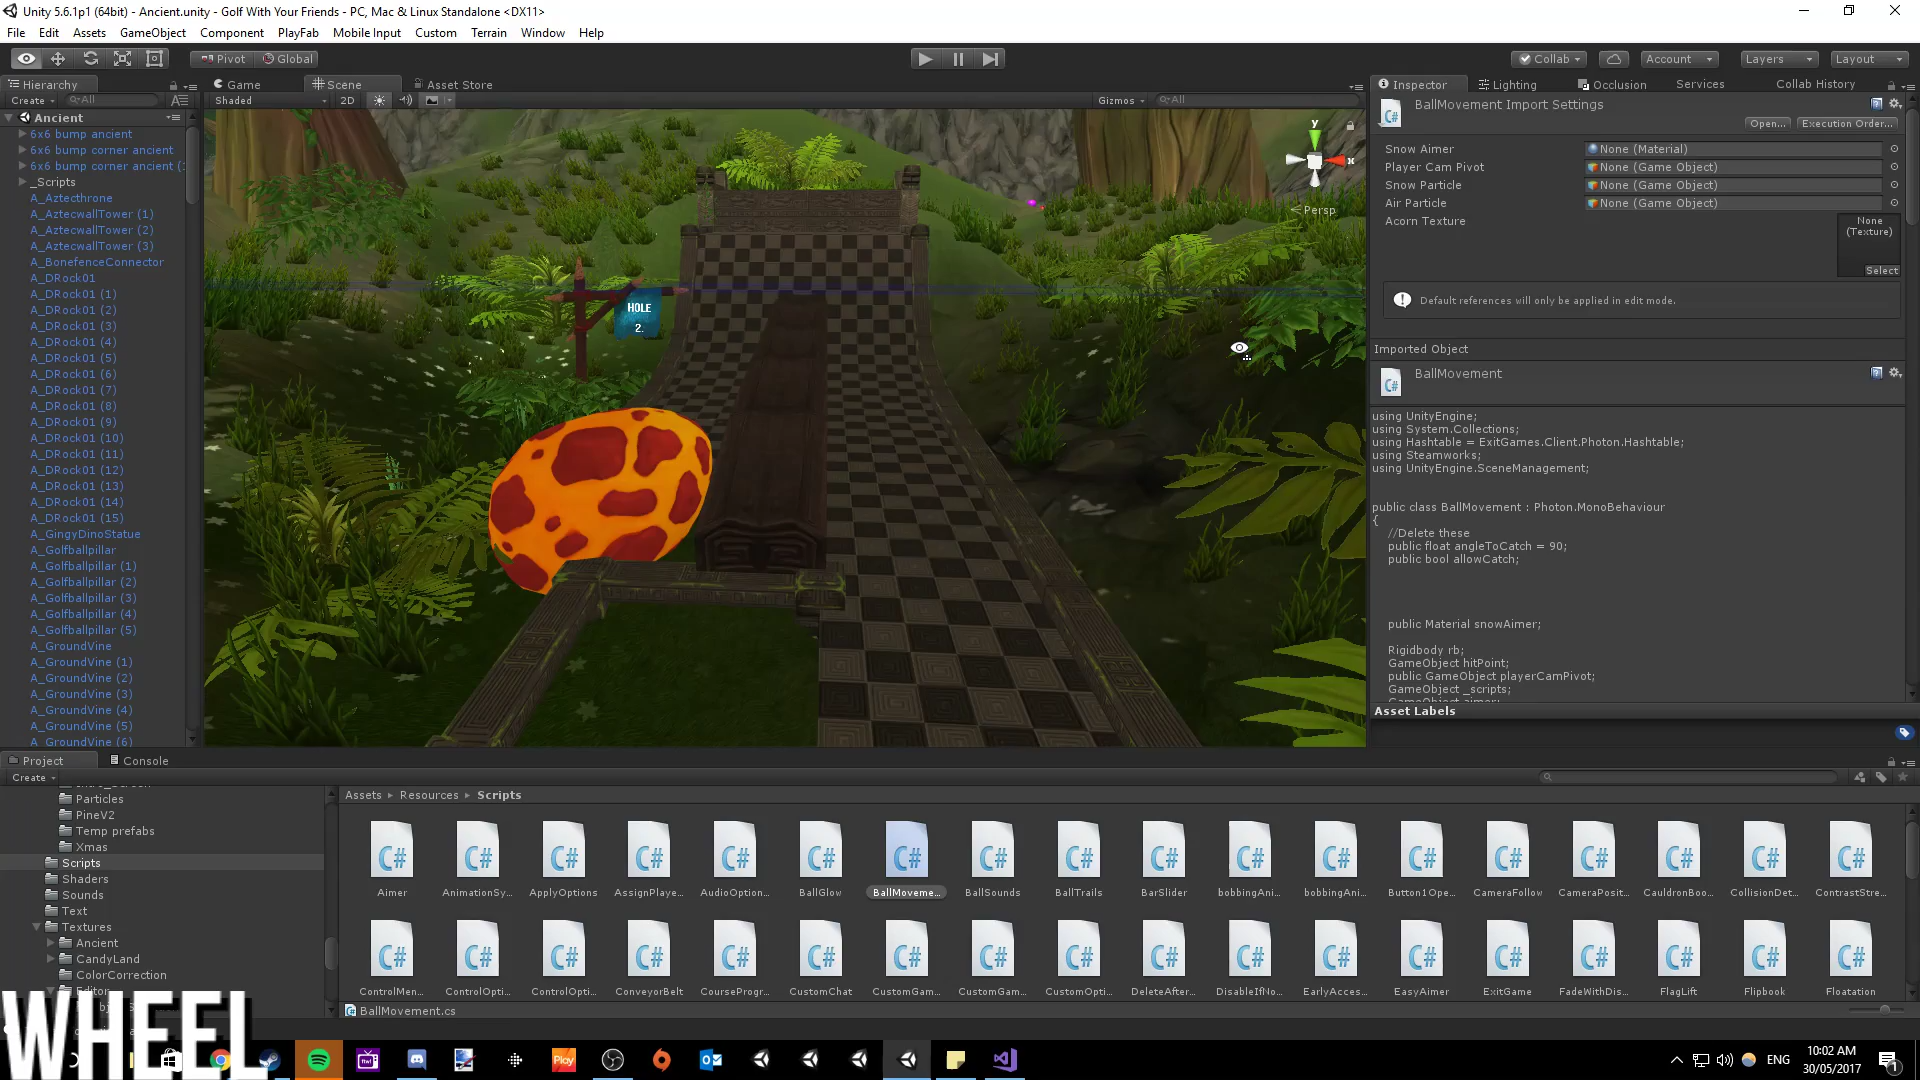 Unity 5.6.1p1 (64bit) - Ancient.unity - Golf With Your Friends - PC, Mac & Linux Standalone <DX11>
File Edit Assets GameObject Component PlayFab Mobile Input Custom Terrain Window Help
Pivot Global Collab Account Layers Layout
Hierarchy Game Scene Asset Store Inspector Lighting Occlusion Services Collab History
Create All Shaded 2D Gizmos All
Ancient
6x6 bump ancient
6x6 bump corner ancient
6x6 bump corner ancient (
_Scripts
A_Aztecthrone
A_AztecwallTower (1)
A_AztecwallTower (2)
A_AztecwallTower (3)
A_BonefenceConnector
A_DRock01
A_DRock01 (1)
A_DRock01 (2)
A_DRock01 (3)
A_DRock01 (4)
A_DRock01 (5)
A_DRock01 (6)
A_DRock01 (7)
A_DRock01 (8)
A_DRock01 (9)
A_DRock01 (10)
A_DRock01 (11)
A_DRock01 (12)
A_DRock01 (13)
A_DRock01 (14)
A_DRock01 (15)
A_GingyDinoStatue
A_Golfballpillar
A_Golfballpillar (1)
A_Golfballpillar (2)
A_Golfballpillar (3)
A_Golfballpillar (4)
A_Golfballpillar (5)
A_GroundVine
A_GroundVine (1)
A_GroundVine (2)
A_GroundVine (3)
A_GroundVine (4)
A_GroundVine (5)
A_GroundVine (6)
y
x
Persp
HOLE
2.
BallMovement Import Settings
Open... Execution Order...
Snow Aimer None (Material)
Player Cam Pivot None (Game Object)
Snow Particle None (Game Object)
Air Particle None (Game Object)
Acorn Texture None
(Texture)
Select
Default references will only be applied in edit mode.
Imported Object
BallMovement
using UnityEngine;
using System.Collections;
using Hashtable = ExitGames.Client.Photon.Hashtable;
using Steamworks;
using UnityEngine.SceneManagement;
public class BallMovement : Photon.MonoBehaviour
{
//Delete these
public float angleToCatch = 90;
public bool allowCatch;
public Material snowAimer;
Rigidbody rb;
GameObject hitPoint;
public GameObject playerCamPivot;
GameObject _scripts;
GameObject aimer;
Asset Labels
Project Console
Create
Particles
PineV2
Temp prefabs
Xmas
Scripts
Shaders
Sounds
Text
Textures
Ancient
CandyLand
ColorCorrection
Editor
Assets Resources Scripts
Aimer AnimationSy... ApplyOptions AssignPlaye... AudioOption... BallGlow BallMoveme... BallSounds BallTrails BarSlider bobbingAni... bobbingAni... Button1Ope... CameraFollow CameraPosit... CauldronBoo... CollisionDet... ContrastStre...
ControlMen... ControlOpti... ControlOpti... ConveyorBelt CourseProgr... CustomChat CustomGam... CustomGam... CustomOpti... DeleteAfter... DisableIfNo... EarlyAcces... EasyAimer ExitGame FadeWithDis... FlagLift Flipbook Floatation
BallMovement.cs
WHEEL
Play
ENG
10:02 AM
30/05/2017
1